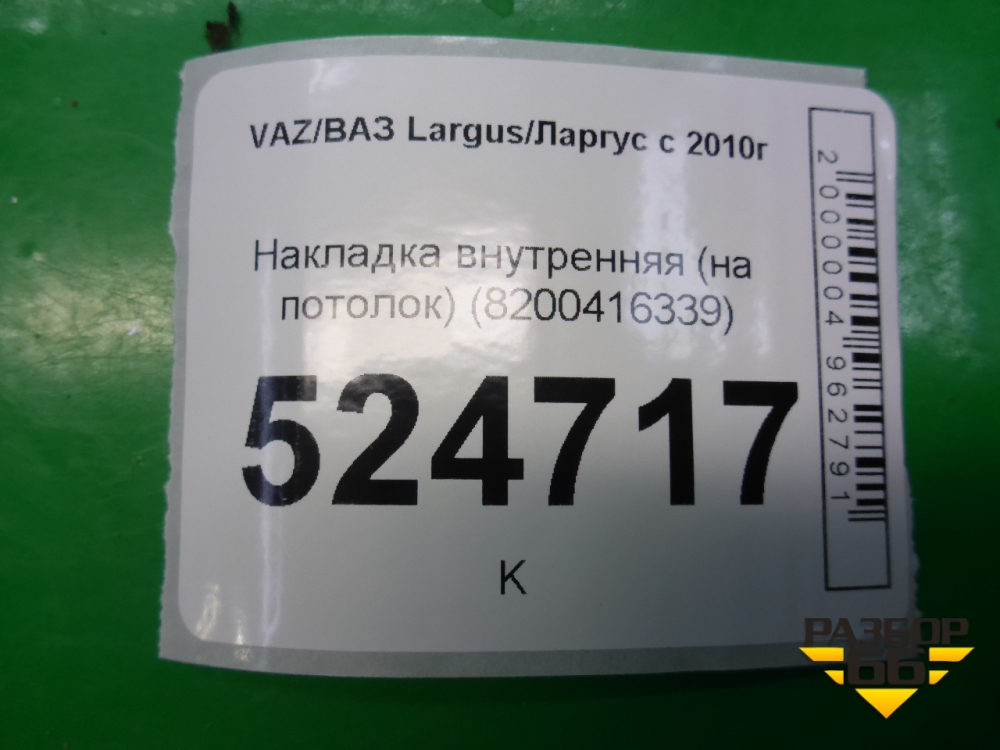 VAZ/ВАЗ Largus/Ларгус с 2010г
Накладка внутренняя (на
потолок) (8200416339)
524717
К
2000004962791
РАЗБОР
66